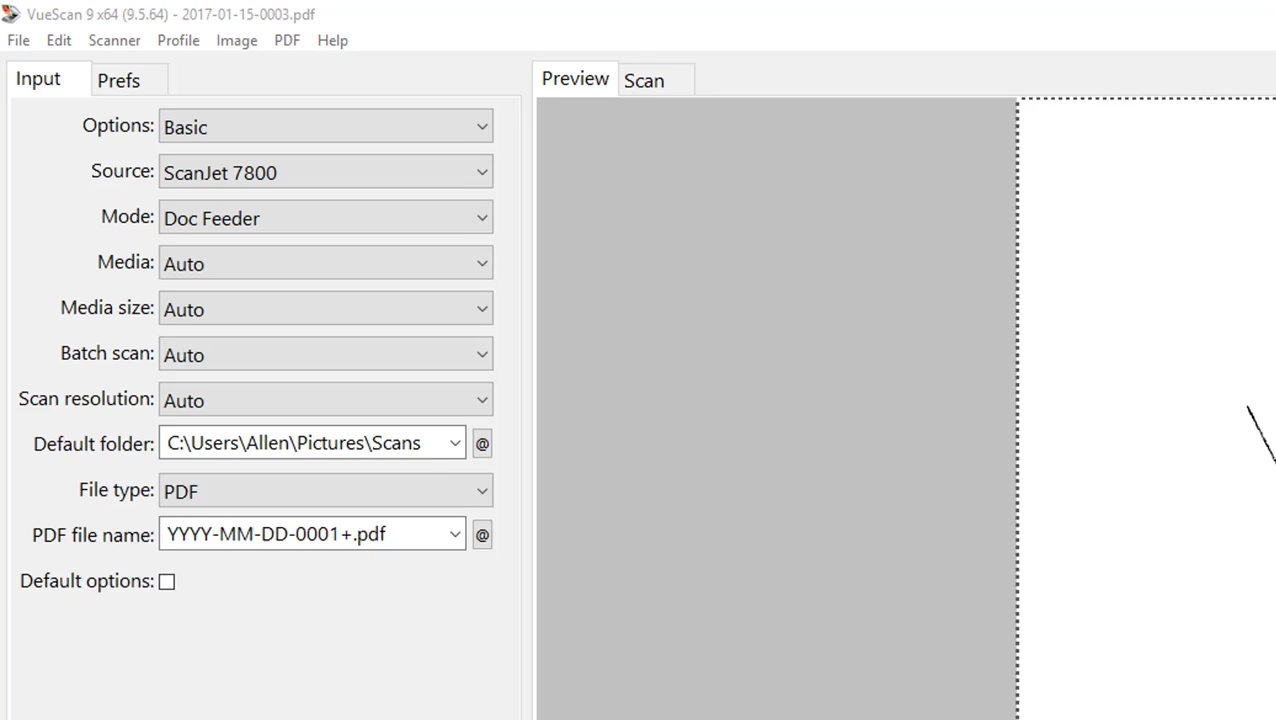 VueScan 9 x64 (9.5.64) - 2017-01-15-0003.pdf
File Edit Scanner Profile Image PDF Help
Input Prefs
Preview Scan
Options: Basic
Source: ScanJet 7800
Mode: Doc Feeder
Media: Auto
Media size: Auto
Batch scan: Auto
Scan resolution: Auto
Default folder: C:\Users\Allen\Pictures\Scans @
File type: PDF
PDF file name: YYYY-MM-DD-0001+.pdf @
Default options: